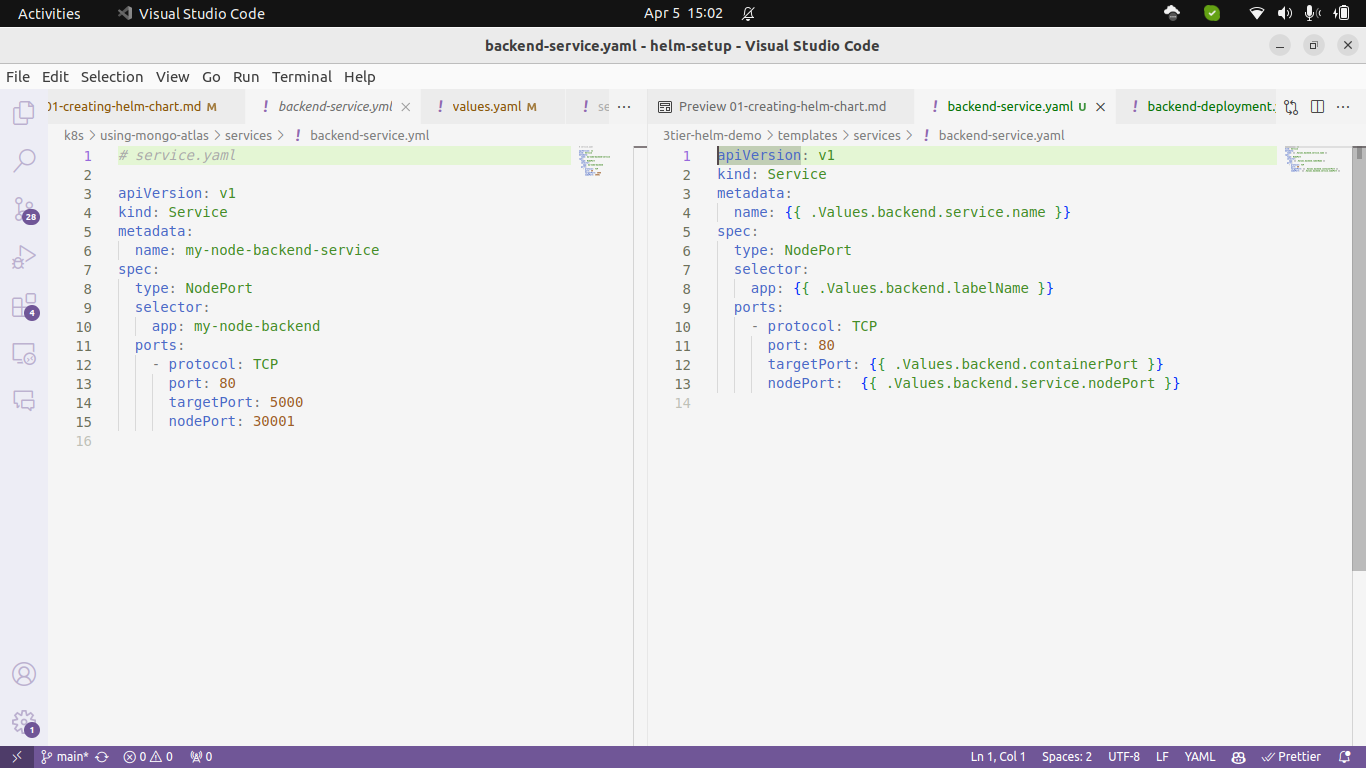 Activities Visual Studio Code Apr 5 15:02
backend-service.yaml - helm-setup - Visual Studio Code
File Edit Selection View Go Run Terminal Help
01-creating-helm-chart.md M ! backend-service.yml ! values.yaml M ! se ···
k8s > using-mongo-atlas > services > ! backend-service.yml
1 # service.yaml
2
3 apiVersion: v1
4 kind: Service
5 metadata:
6 name: my-node-backend-service
7 spec:
8 type: NodePort
9 selector:
10 app: my-node-backend
11 ports:
12 - protocol: TCP
13 port: 80
14 targetPort: 5000
15 nodePort: 30001
16
Preview 01-creating-helm-chart.md ! backend-service.yaml U ! backend-deployment. ···
3tier-helm-demo > templates > services > ! backend-service.yaml
1 apiVersion: v1
2 kind: Service
3 metadata:
4 name: {{ .Values.backend.service.name }}
5 spec:
6 type: NodePort
7 selector:
8 app: {{ .Values.backend.labelName }}
9 ports:
10 - protocol: TCP
11 port: 80
12 targetPort: {{ .Values.backend.containerPort }}
13 nodePort:  {{ .Values.backend.service.nodePort }}
14
28
4
1
main* 0 0 0 Ln 1, Col 1 Spaces: 2 UTF-8 LF YAML Prettier